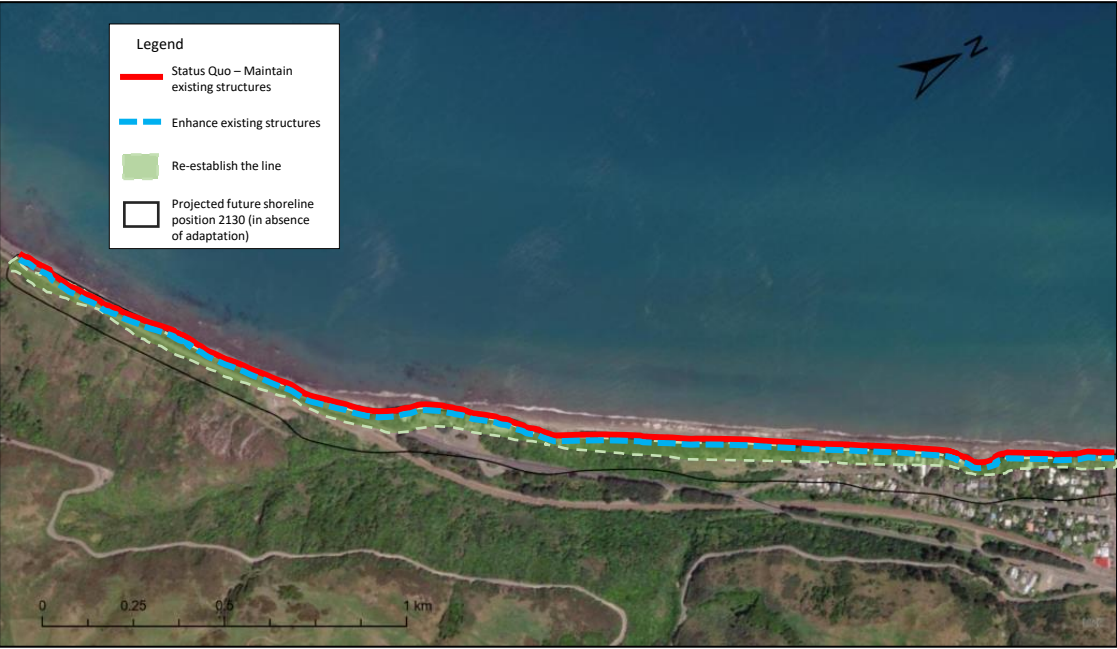 Legend
Status Quo – Maintain
existing structures
Enhance existing structures
Re-establish the line
Projected future shoreline
position 2130 (in absence
of adaptation)
N
0 0.25 0.5 1 km